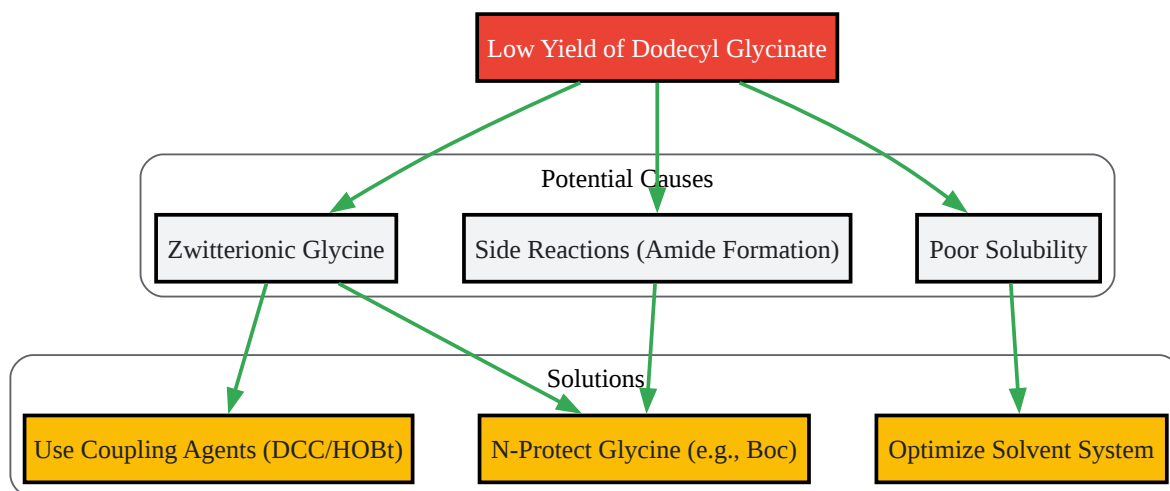 Low Yield of Dodecyl Glycinate
Potential Causes
Zwitterionic Glycine
Side Reactions (Amide Formation)
Poor Solubility
Solutions
Use Coupling Agents (DCC/HOBt)
N-Protect Glycine (e.g., Boc)
Optimize Solvent System